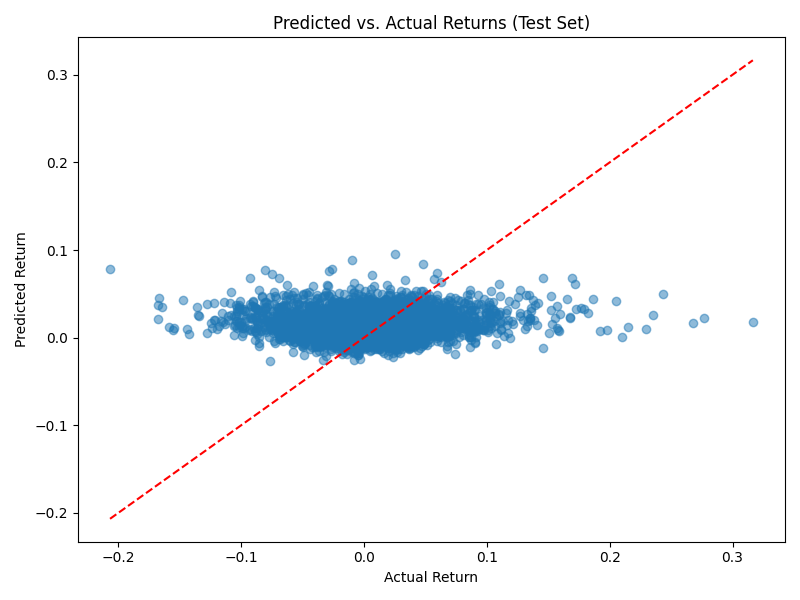 Predicted vs. Actual Returns (Test Set)
0.3
0.2
0.1
0.0
−0.1
−0.2
Predicted Return
−0.2 −0.1 0.0 0.1 0.2 0.3
Actual Return